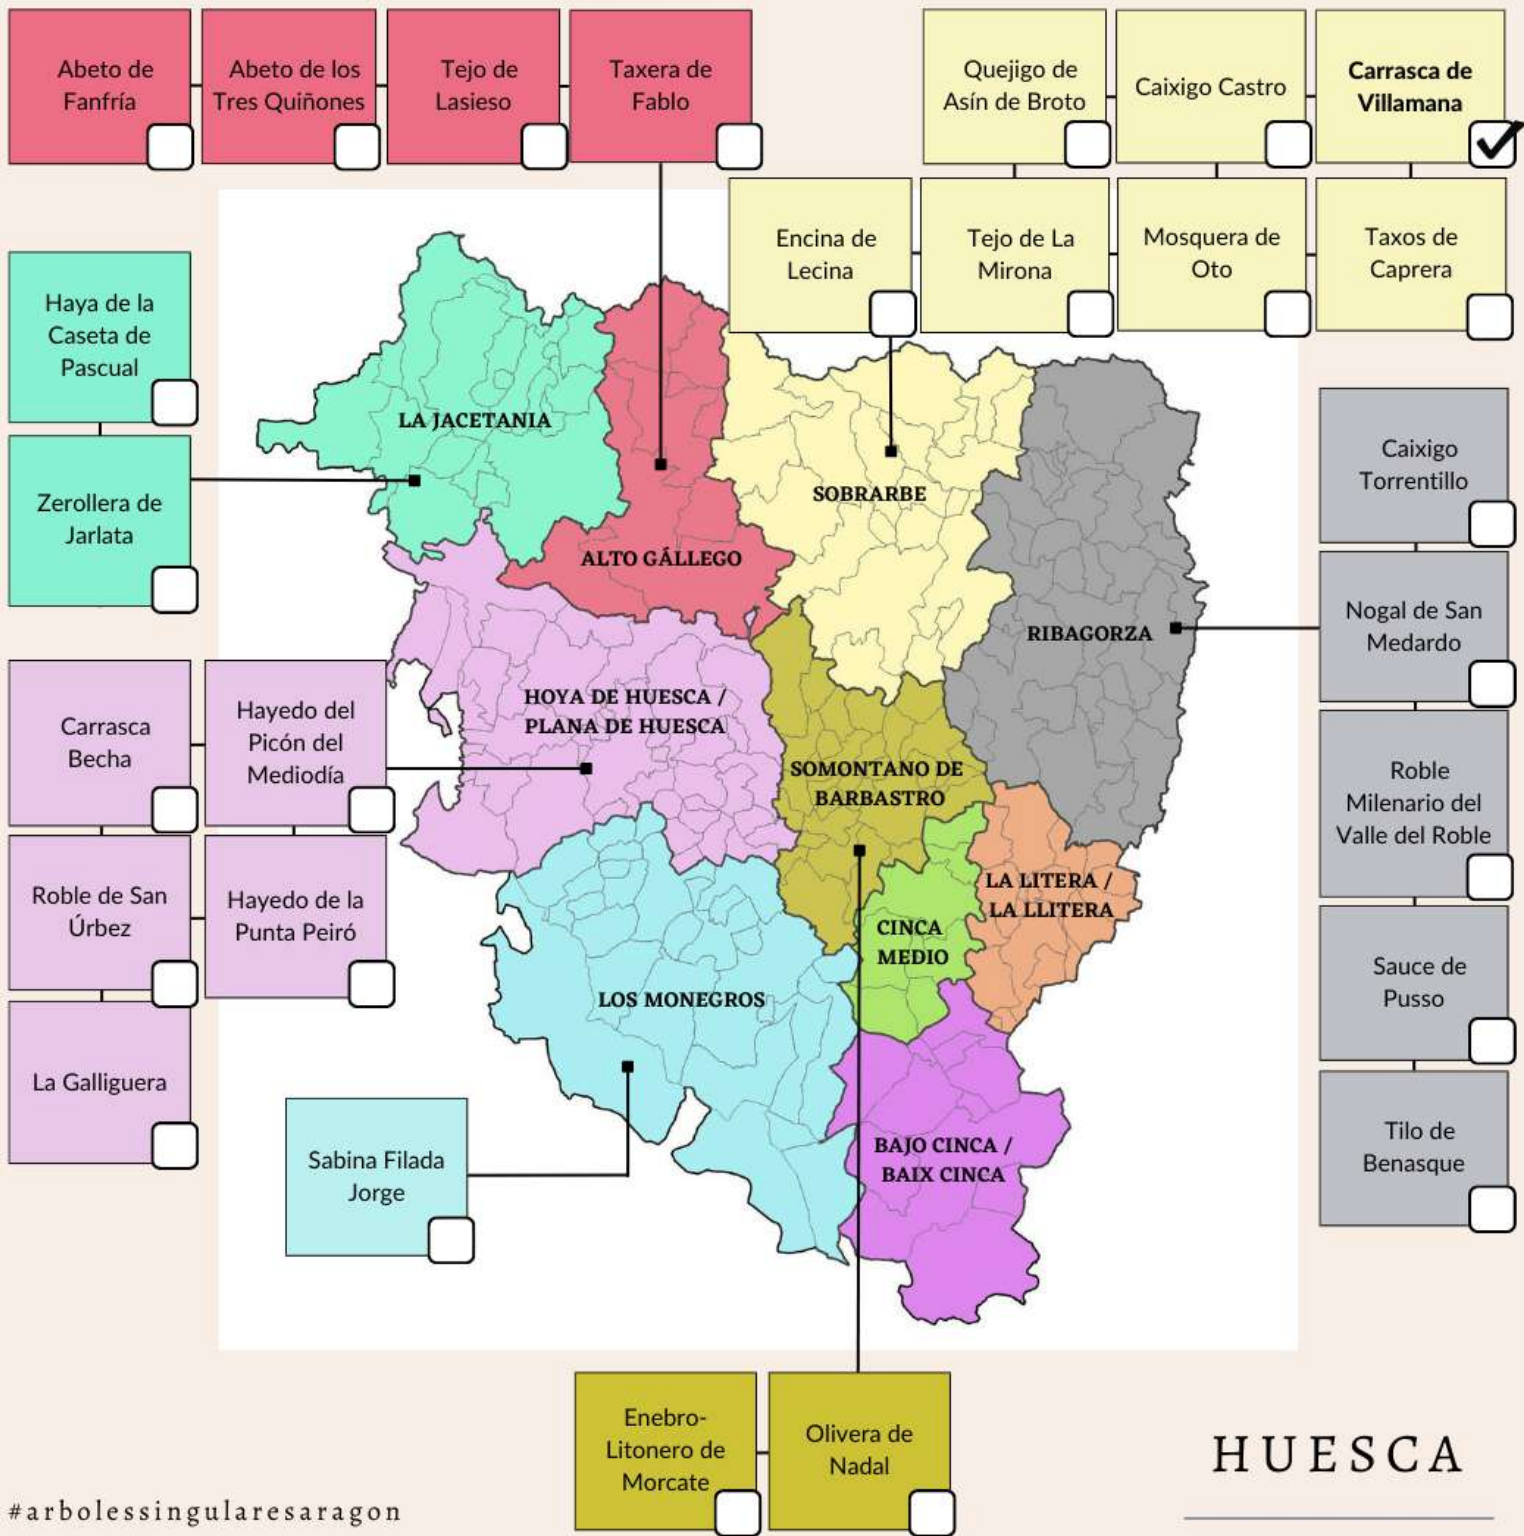 Abeto de
Fanfría
Abeto de los
Tres Quiñones
Tejo de
Lasieso
Taxera de
Fablo
Quejigo de
Asín de Broto
Caixigo Castro
Carrasca de
Villamana
Encina de
Lecina
Tejo de La
Mirona
Mosquera de
Oto
Taxos de
Caprera
Haya de la
Caseta de
Pascual
Zerollera de
Jarlata
LA JACETANIA
ALTO GÁLLEGO
SOBRARBE
RIBAGORZA
Caixigo
Torrentillo
Nogal de San
Medardo
Roble
Milenario del
Valle del Roble
Sauce de
Pusso
Tilo de
Benasque
Carrasca
Becha
Hayedo del
Picón del
Mediodía
Roble de San
Úrbez
Hayedo de la
Punta Peiró
La Galliguera
HOYA DE HUESCA /
PLANA DE HUESCA
SOMONTANO DE
BARBASTRO
LA LITERA /
LA LLITERA
CINCA
MEDIO
LOS MONEGROS
BAJO CINCA /
BAIX CINCA
Sabina Filada
Jorge
Enebro-
Litonero de
Morcate
Olivera de
Nadal
HUESCA
#arbolessingularesaragon